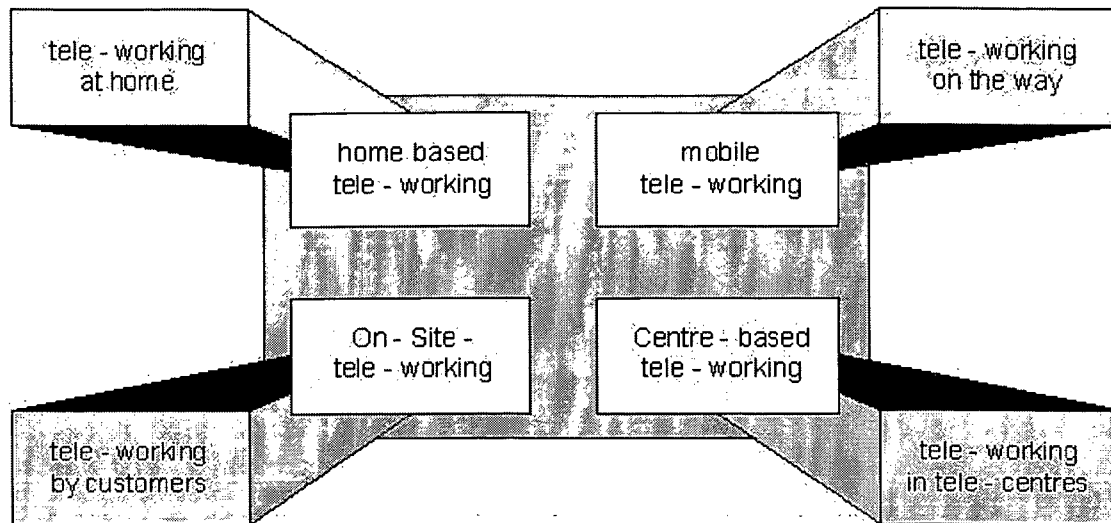 tele - working
at home
tele - working
on the way
home based
tele - working
mobile
tele - working
On - Site -
tele - working
Centre - based
tele - working
tele - working
by customers
tele - working
in tele - centres